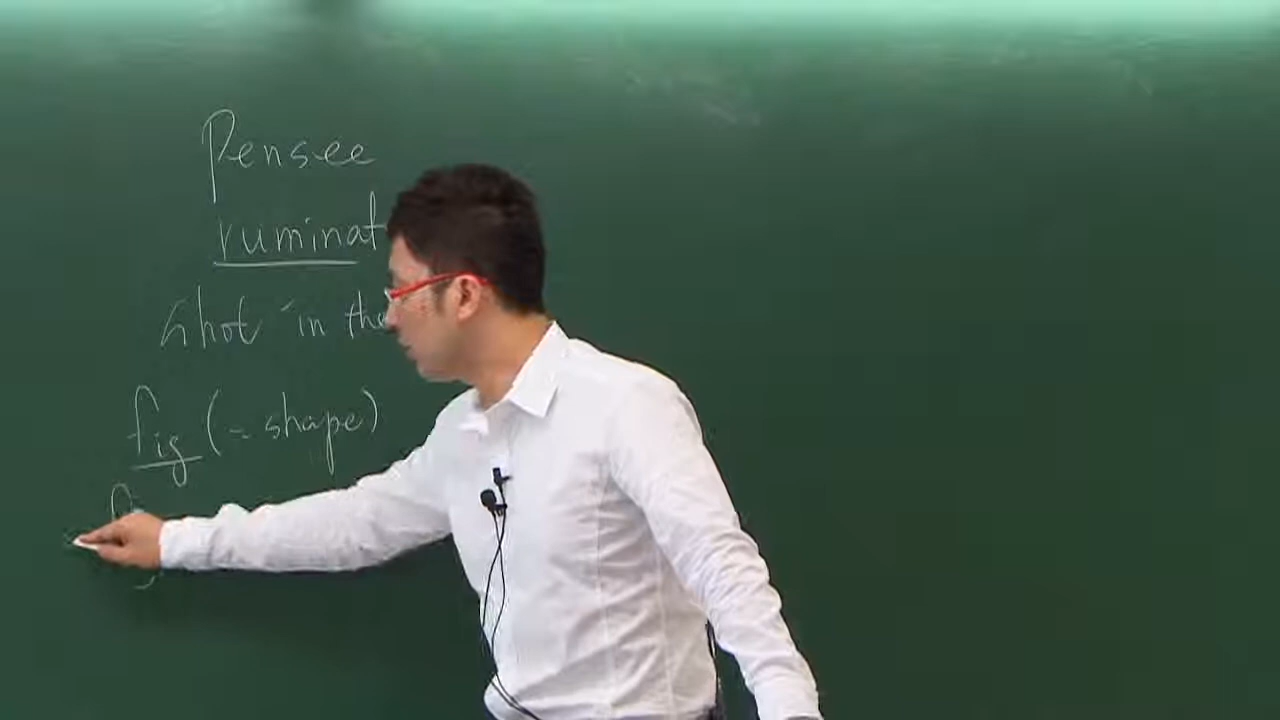 Pensee
ruminat
shot in the
fig (= shape)